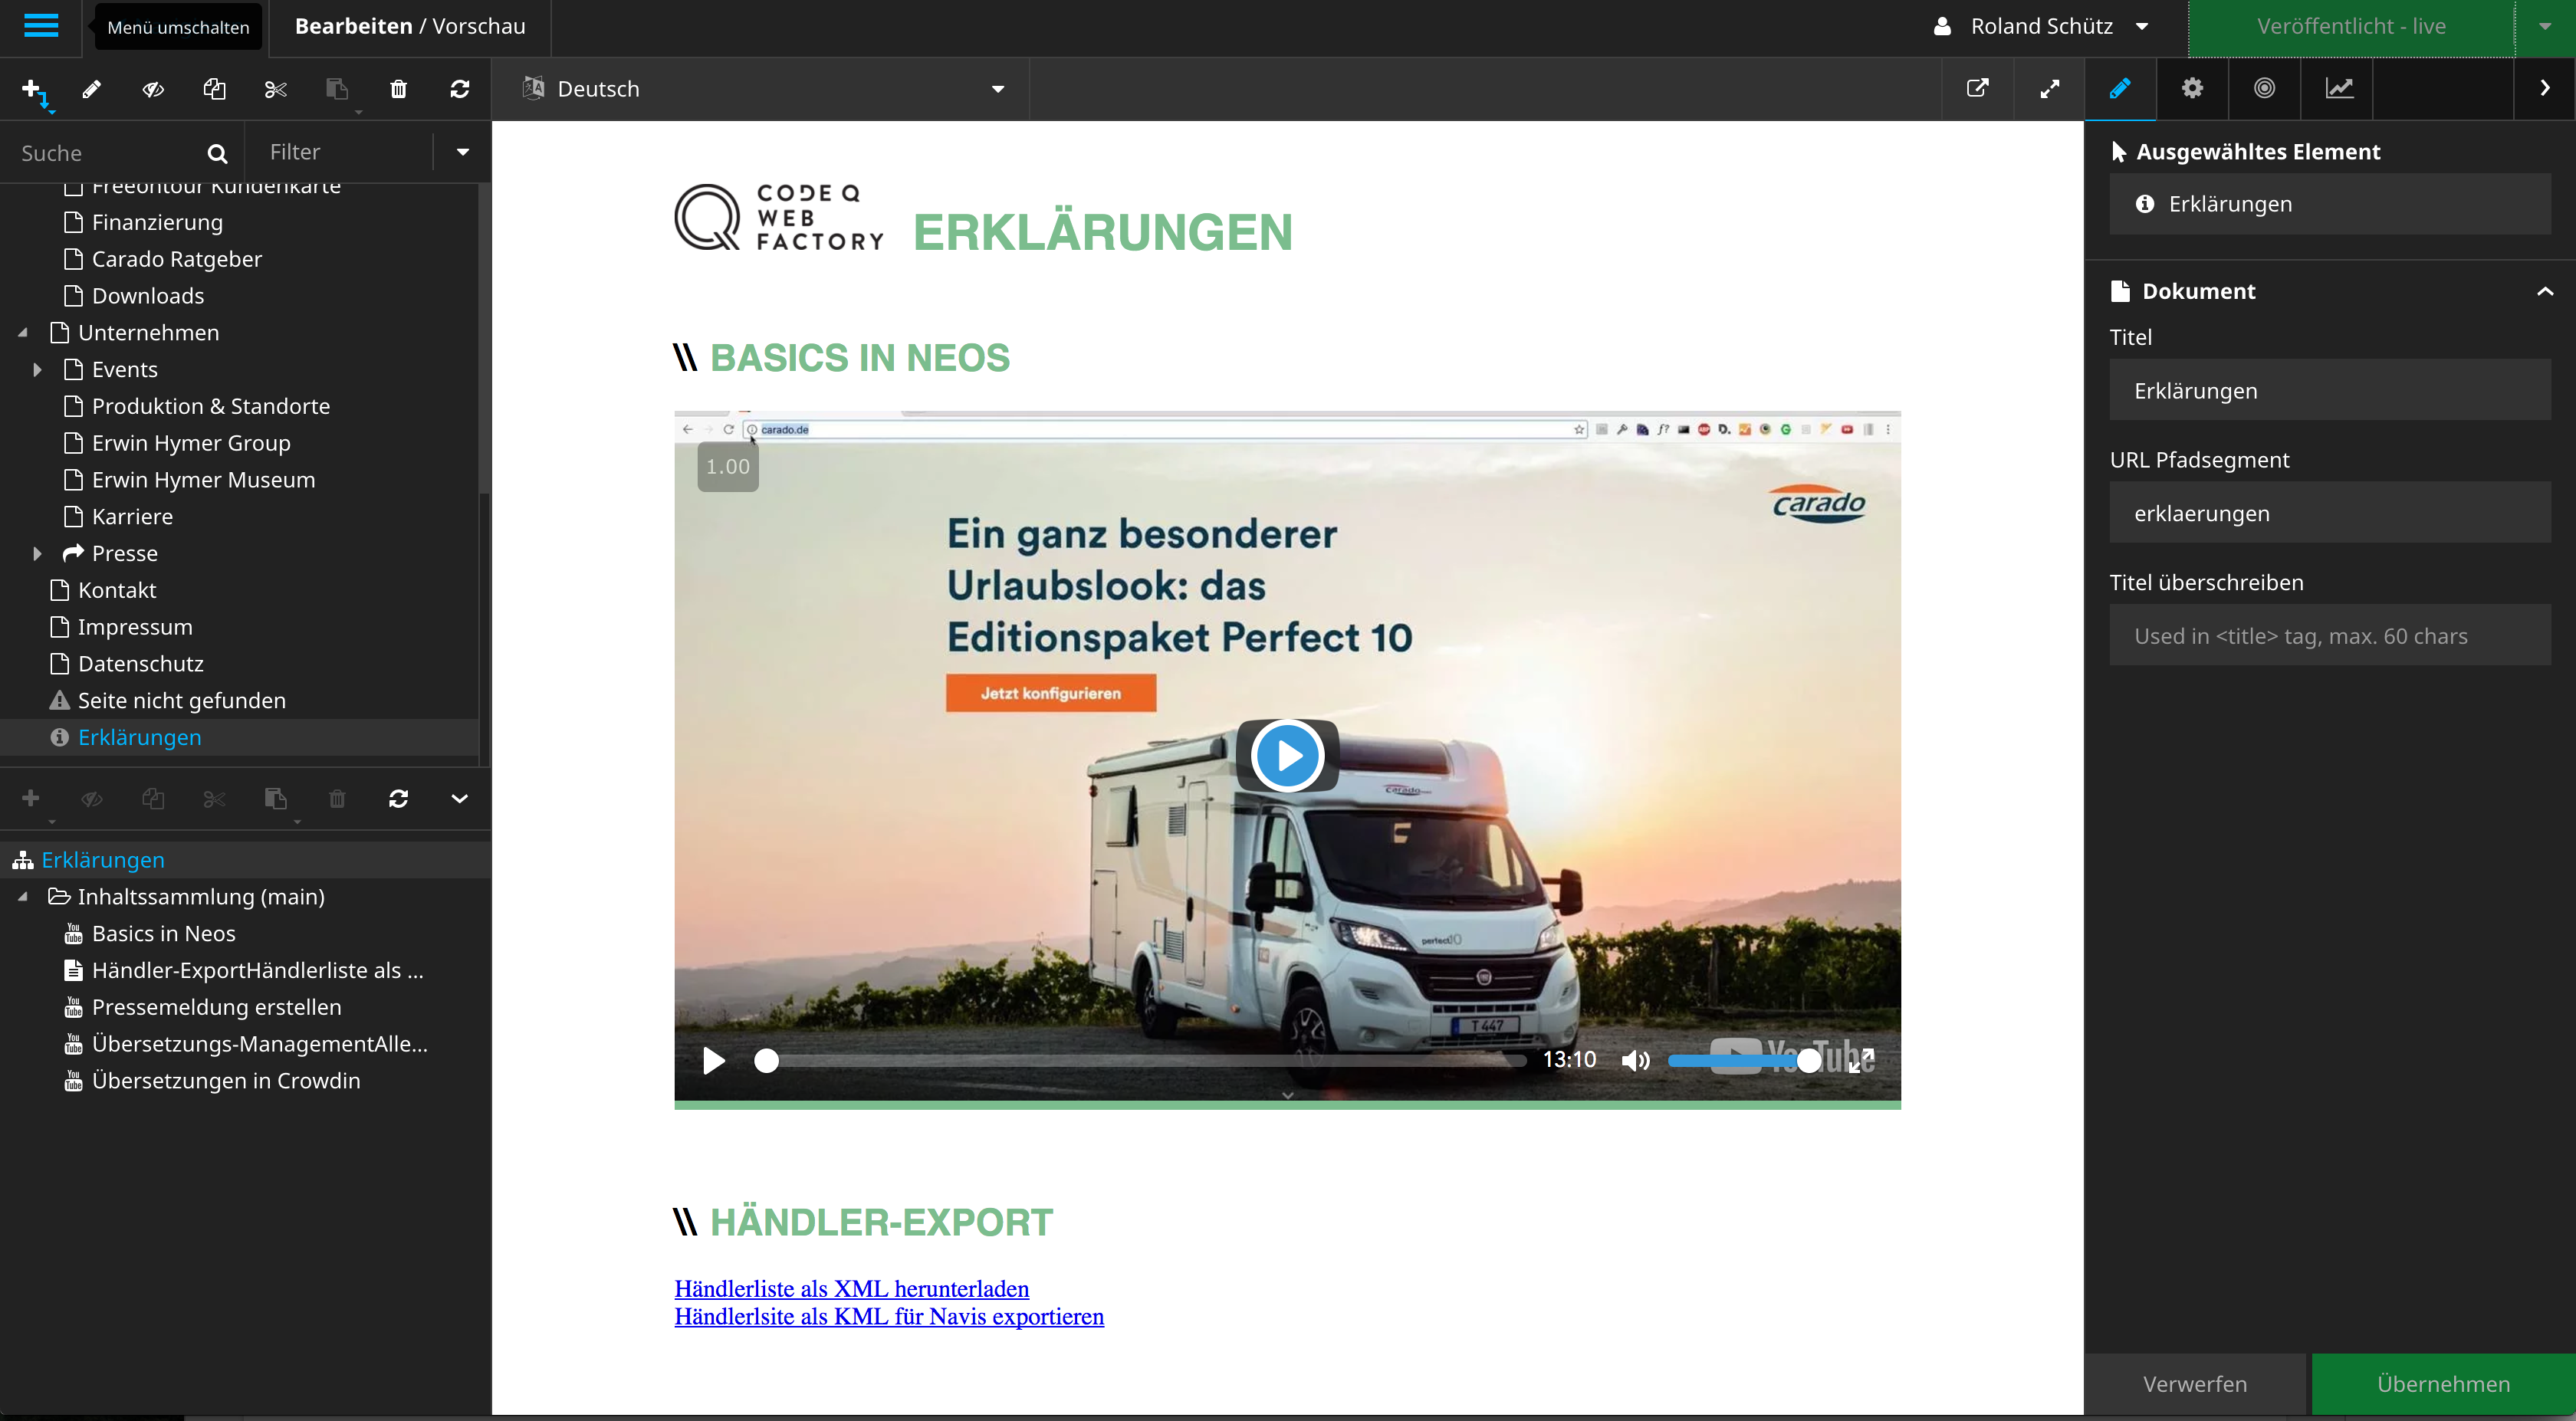 Menü umschalten
Bearbeiten / Vorschau
Roland Schütz
Veröffentlicht - live
Deutsch
Suche
Filter
Freeontour Kundenkarte
Finanzierung
Carado Ratgeber
Downloads
Unternehmen
Events
Produktion & Standorte
Erwin Hymer Group
Erwin Hymer Museum
Karriere
Presse
Kontakt
Impressum
Datenschutz
Seite nicht gefunden
Erklärungen
Erklärungen
Inhaltssammlung (main)
Basics in Neos
Händler-ExportHändlerliste als ...
Pressemeldung erstellen
Übersetzungs-ManagementAlle...
Übersetzungen in Crowdin
CODE Q
WEB
FACTORY
ERKLÄRUNGEN
\\ BASICS IN NEOS
carado.de
1.00
carado
Ein ganz besonderer
Urlaubslook: das
Editionspaket Perfect 10
Jetzt konfigurieren
carado
perfect10
T 447
13:10
YouTube
\\ HÄNDLER-EXPORT
Händlerliste als XML herunterladen
Händlerlsite als KML für Navis exportieren
Ausgewähltes Element
Erklärungen
Dokument
Titel
Erklärungen
URL Pfadsegment
erklaerungen
Titel überschreiben
Used in <title> tag, max. 60 chars
Verwerfen
Übernehmen